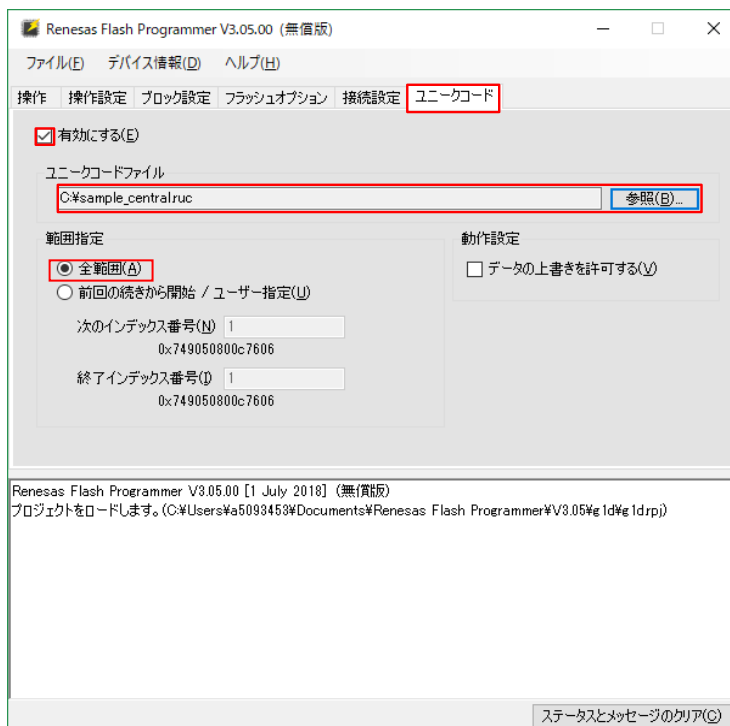 Renesas Flash Programmer V3.05.00 (無償版)
ファイル(F) デバイス情報(D) ヘルプ(H)
操作 操作設定 ブロック設定 フラッシュオプション 接続設定 ユニークコード
有効にする(E)
ユニークコードファイル
C:¥sample_central.ruc 参照(B)...
範囲指定
全範囲(A)
前回の続きから開始 / ユーザー指定(U)
次のインデックス番号(N) 1
0x749050800c7606
終了インデックス番号(I) 1
0x749050800c7606
動作設定
データの上書きを許可する(V)
Renesas Flash Programmer V3.05.00 [1 July 2018] (無償版)
プロジェクトをロードします。(C:¥Users¥a5093453¥Documents¥Renesas Flash Programmer¥V3.05¥g1d¥g1d.rpj)
ステータスとメッセージのクリア(C)